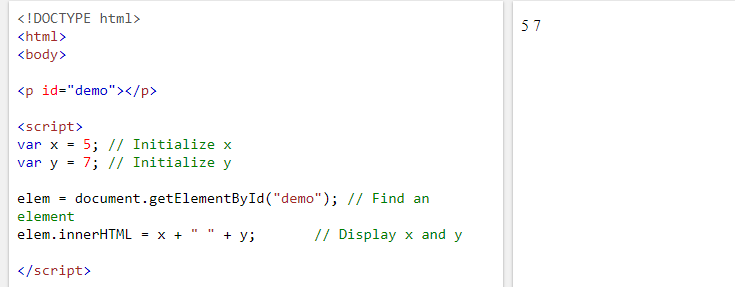 <!DOCTYPE html>
<html>
<body>
<p id="demo"></p>
<script>
var x = 5; // Initialize x
var y = 7; // Initialize y
elem = document.getElementById("demo"); // Find an
element
elem.innerHTML = x + " " + y;       // Display x and y
</script>
5 7